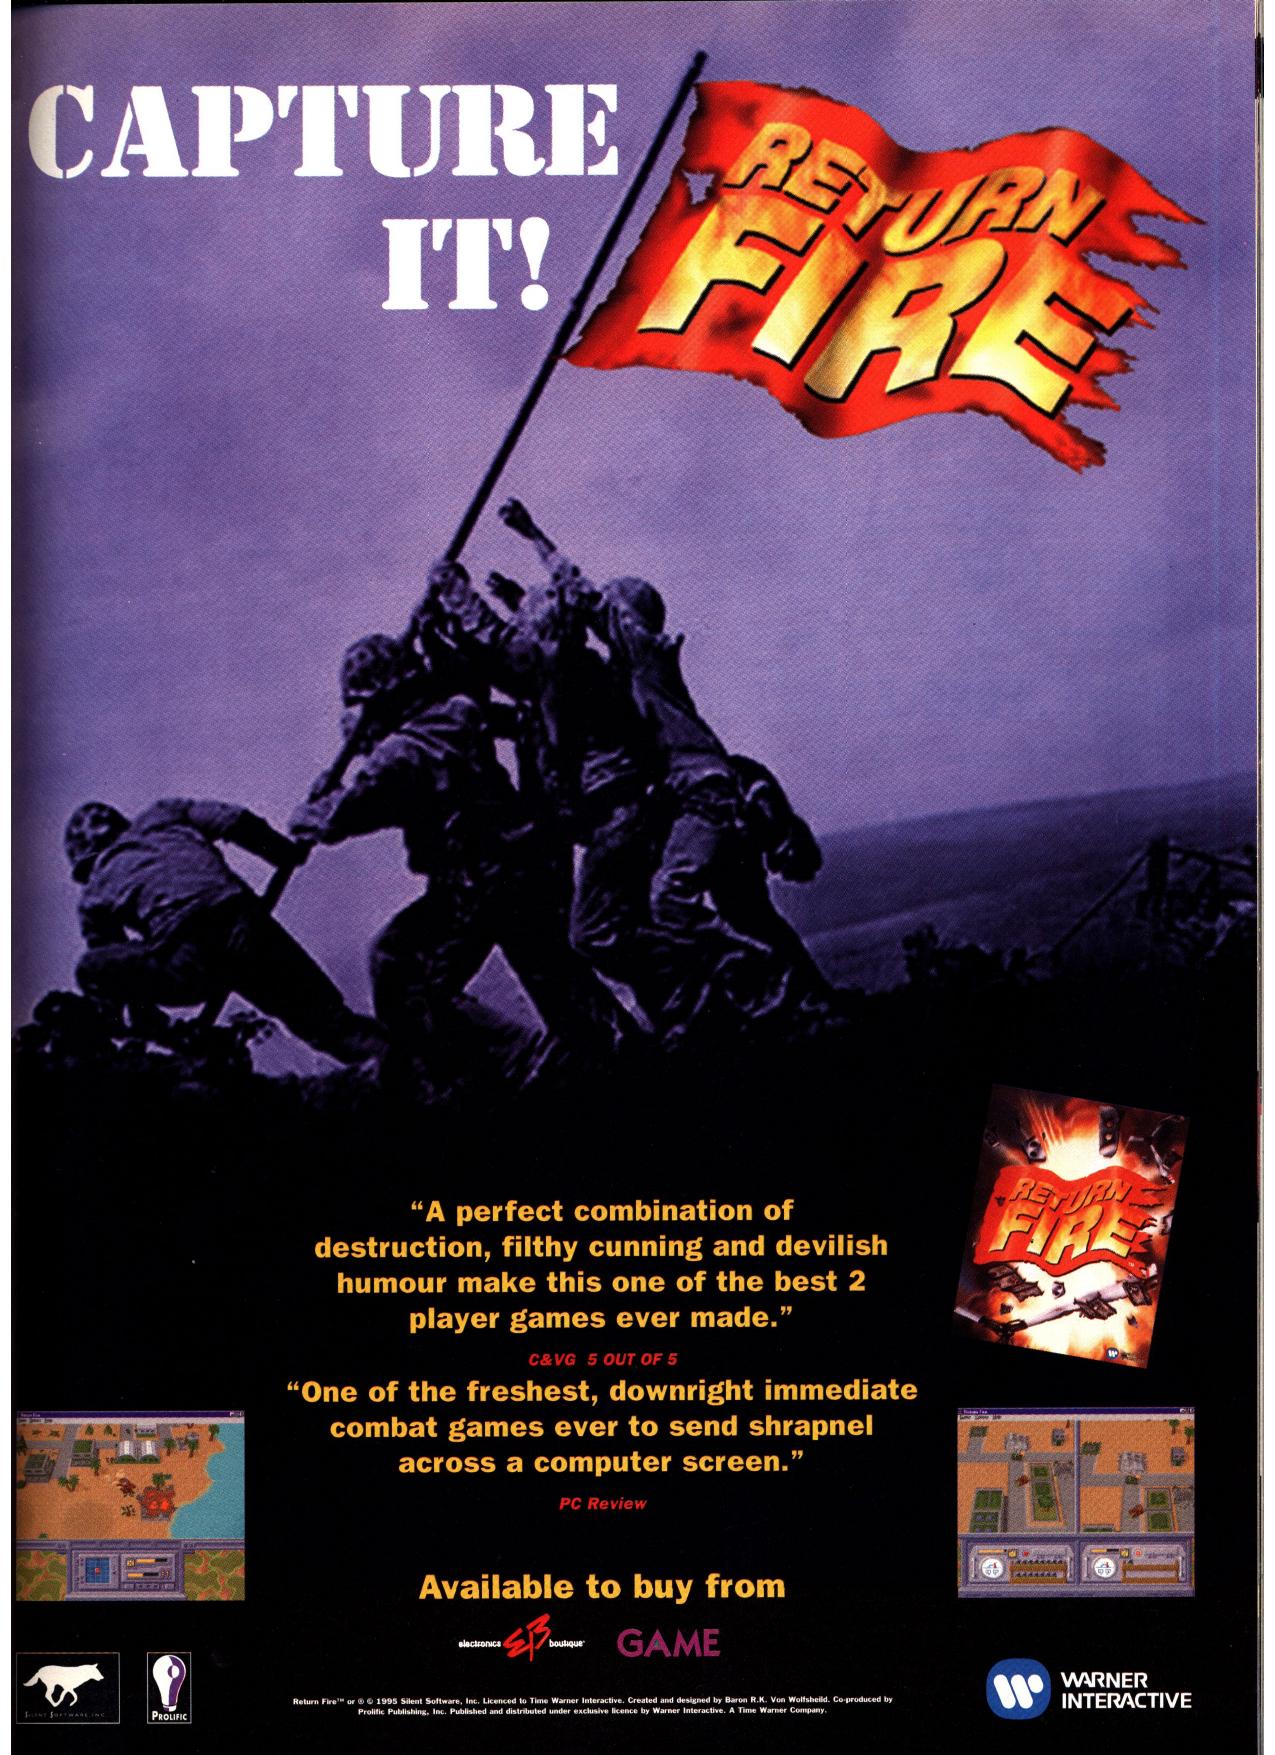 CAPTURE
IT!
RETURN
FIRE
RETURN
FIRE
“A perfect combination of
destruction, filthy cunning and devilish
humour make this one of the best 2
player games ever made.”
C&VG 5 OUT OF 5
“One of the freshest, downright immediate
combat games ever to send shrapnel
across a computer screen.”
PC Review
Available to buy from
electronics EB boutique
GAME
SILENT SOFTWARE, INC.
PROLIFIC
Return Fire™ or ® © 1995 Silent Software, Inc. Licenced to Time Warner Interactive. Created and designed by Baron R.K. Von Wolfsheild. Co-produced by
Prolific Publishing, Inc. Published and distributed under exclusive licence by Warner Interactive. A Time Warner Company.
WARNER
INTERACTIVE